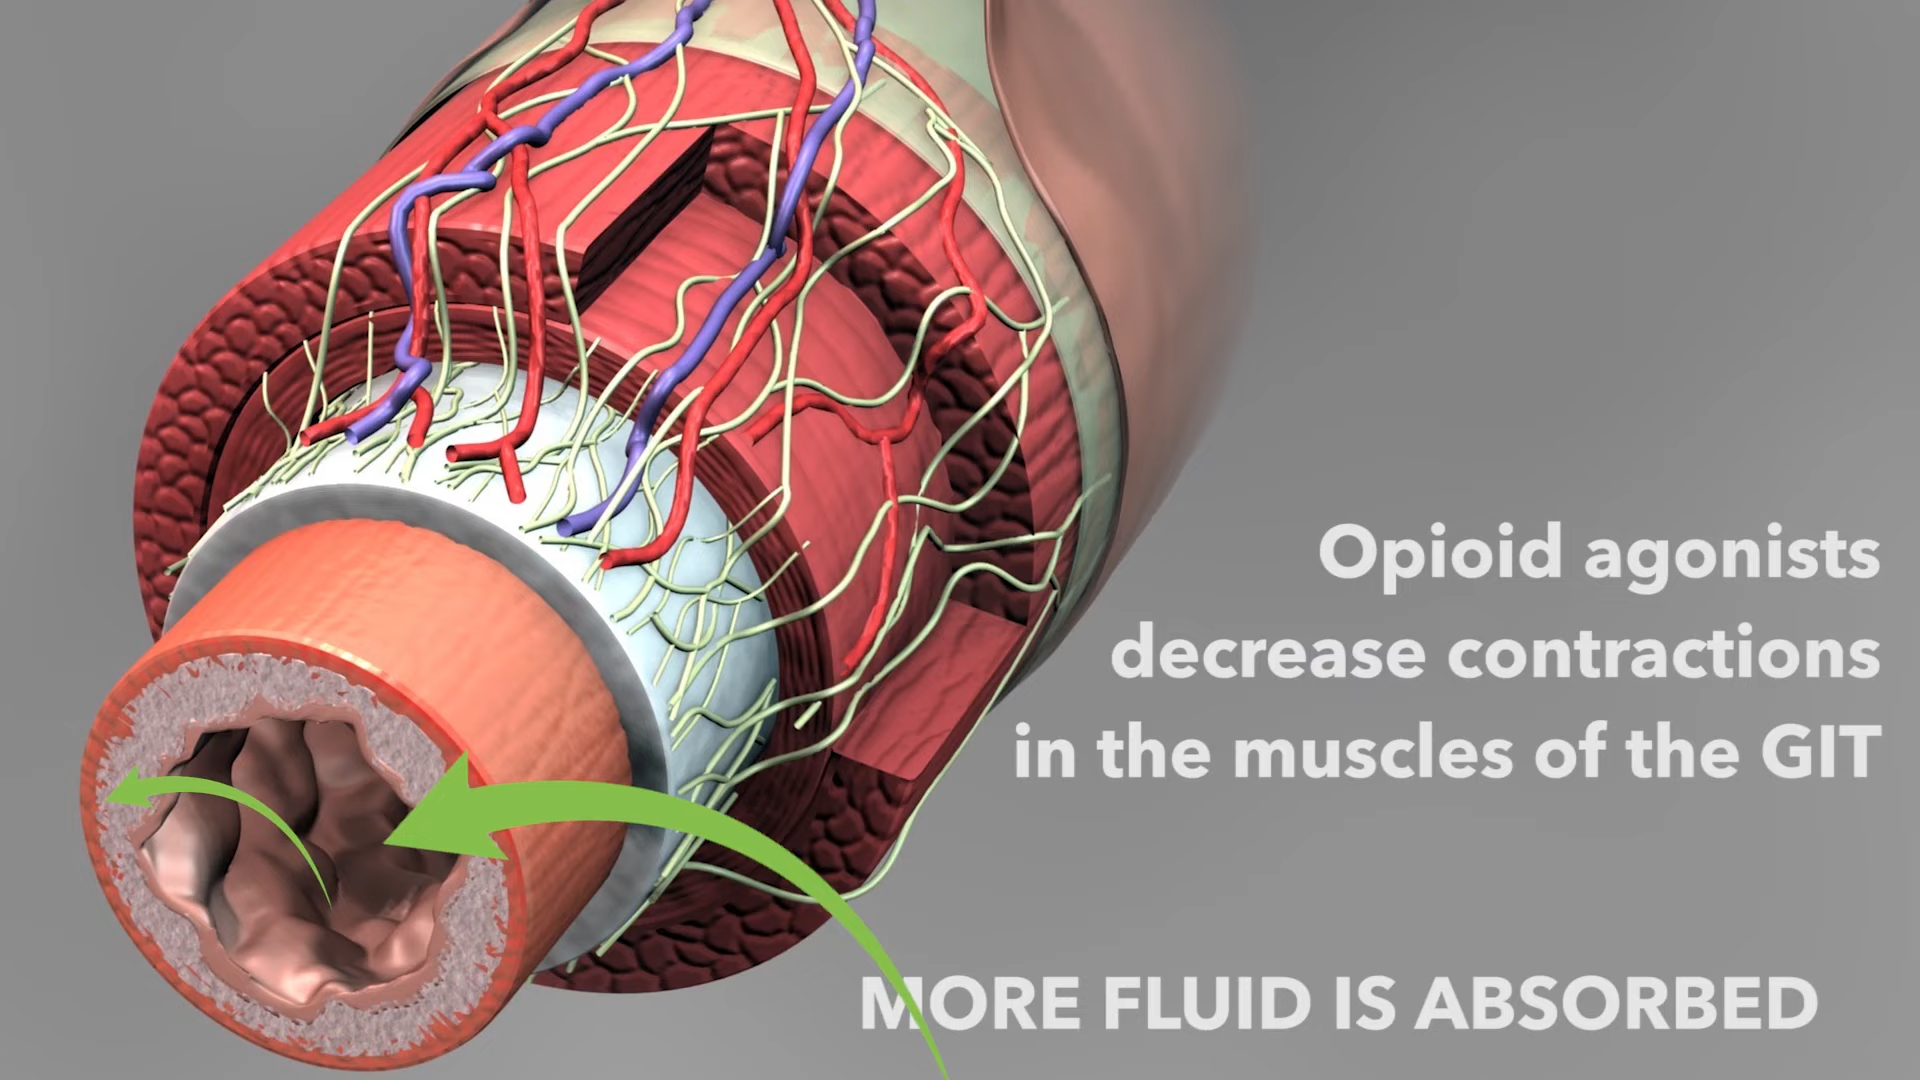 Opioid agonists
decrease contractions
in the muscles of the GIT
MORE FLUID IS ABSORBED